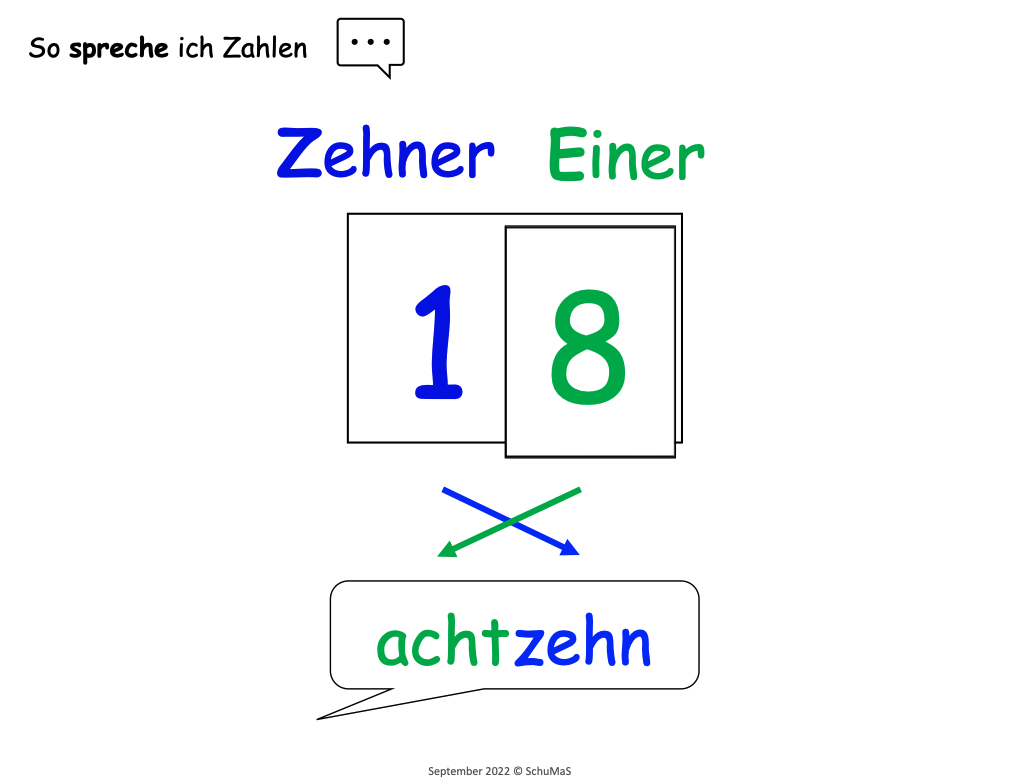 So spreche ich Zahlen
Zehner Einer
1 8
achtzehn
September 2022 © SchuMaS